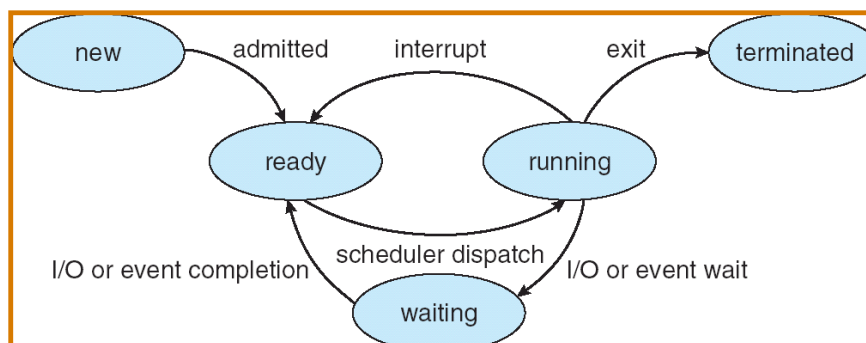 new
admitted
interrupt
exit
terminated
ready
running
scheduler dispatch
I/O or event completion
I/O or event wait
waiting